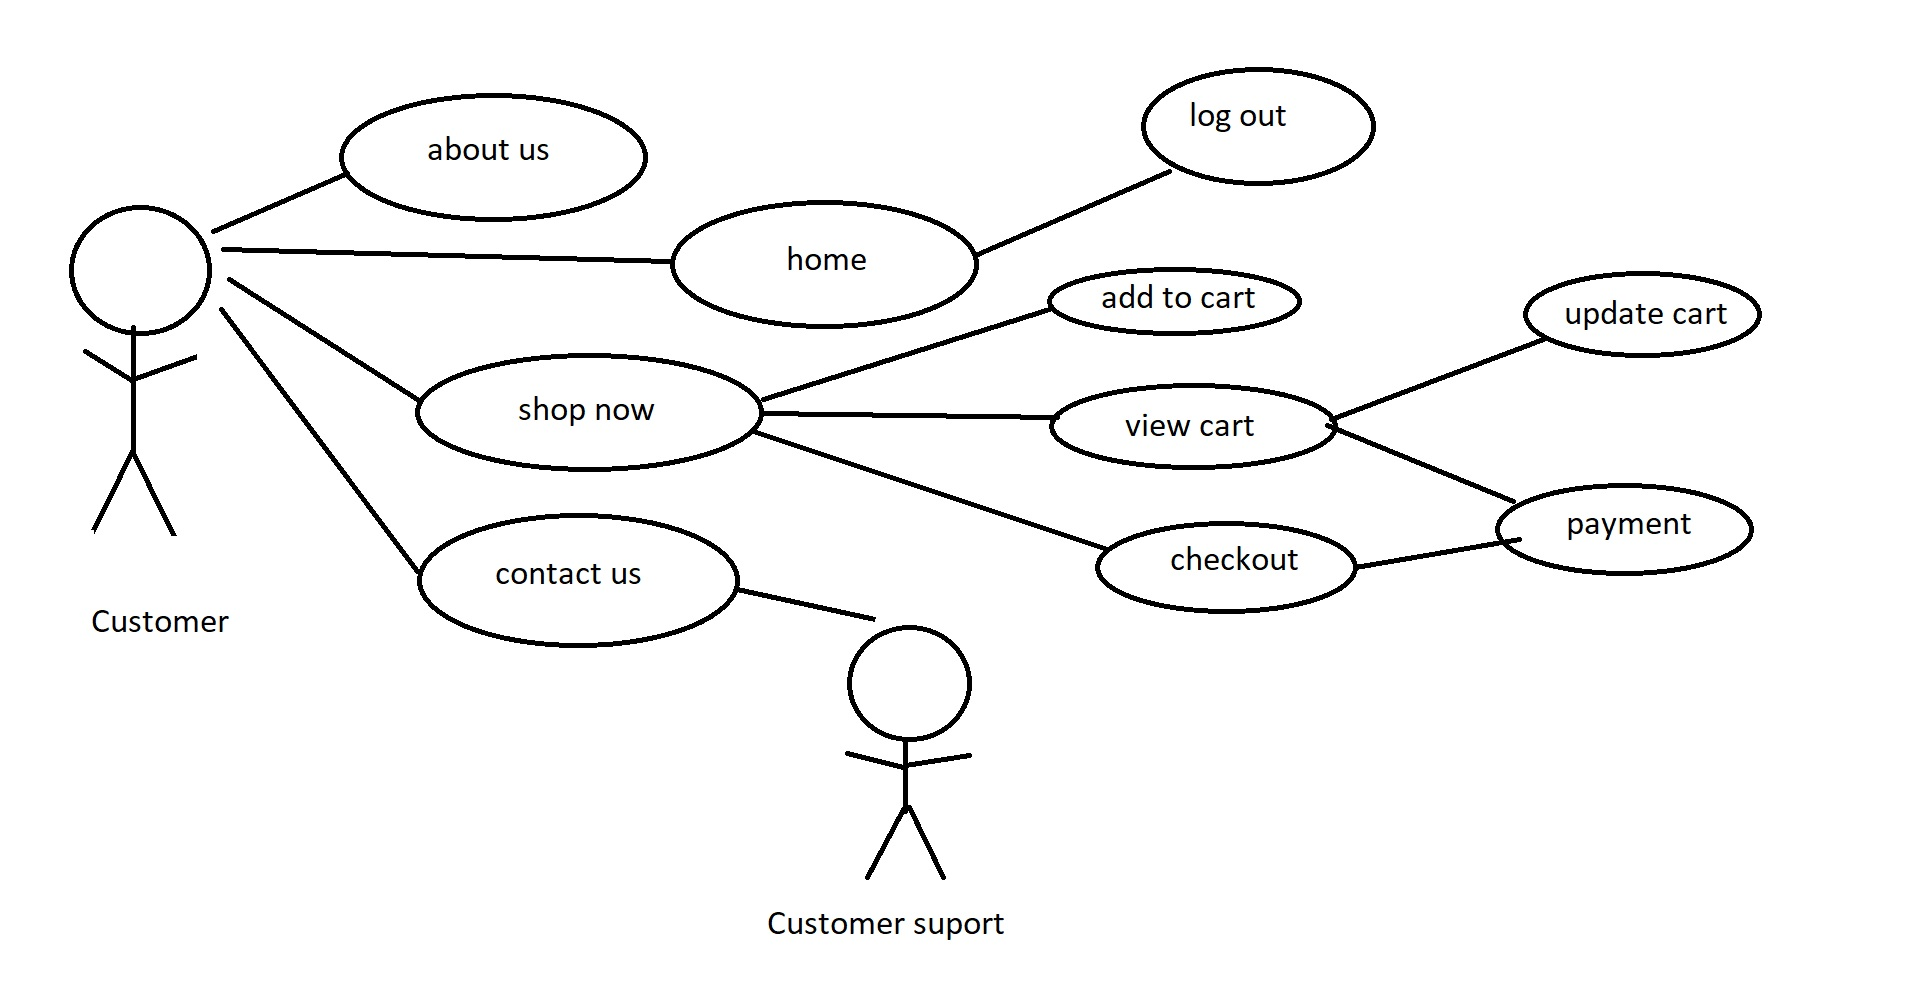 log out
about us
home
add to cart
update cart
shop now
view cart
payment
checkout
contact us
Customer
Customer suport